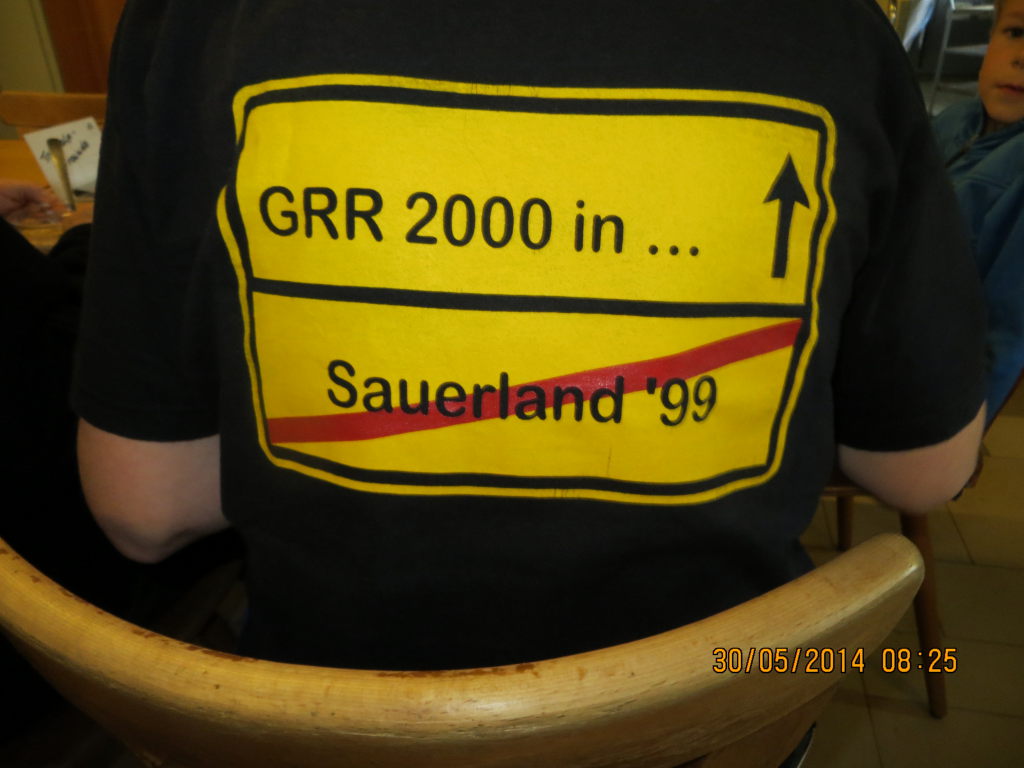 GRR 2000 in ...
Sauerland '99
30/05/2014 08:25